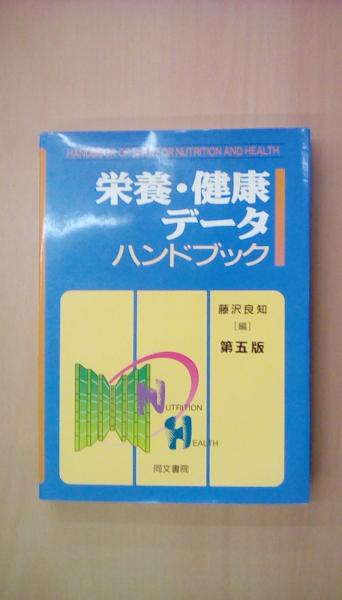 HANDBOOK OF DATA FOR NUTRITION AND HEALTH
栄養・健康
データ
ハンドブック
藤沢良知
[編]
第五版
NUTRITION
HEALTH
同文書院